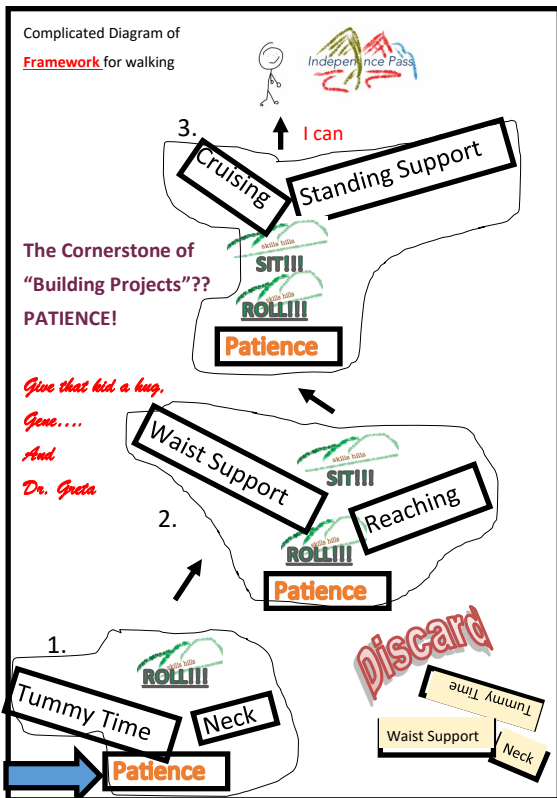 Complicated Diagram of
Framework for walking
Independence Pass
I can
3.
Cruising
Standing Support
skills hills
SIT!!!
skills hills
ROLL!!!
Patience
The Cornerstone of
“Building Projects”??
PATIENCE!
Give that kid a hug,
Gene….
And
Dr. Greta
2.
Waist Support
skills hills
SIT!!!
Reaching
skills hills
ROLL!!!
Patience
1.
skills hills
ROLL!!!
Tummy Time
Neck
Patience
Discard
Tummy Time
Waist Support
Neck